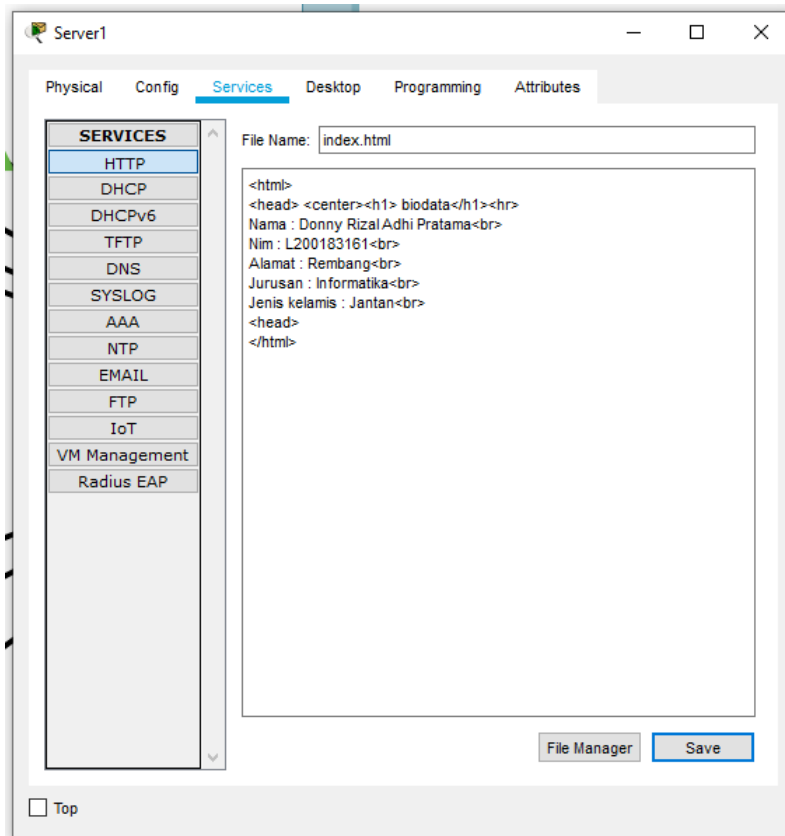 Server1
Physical Config Services Desktop Programming Attributes
SERVICES
HTTP
DHCP
DHCPv6
TFTP
DNS
SYSLOG
AAA
NTP
EMAIL
FTP
IoT
VM Management
Radius EAP
File Name: index.html
<html>
<head> <center><h1> biodata</h1><hr>
Nama : Donny Rizal Adhi Pratama<br>
Nim : L200183161<br>
Alamat : Rembang<br>
Jurusan : Informatika<br>
Jenis kelamis : Jantan<br>
<head>
</html>
File Manager Save
Top